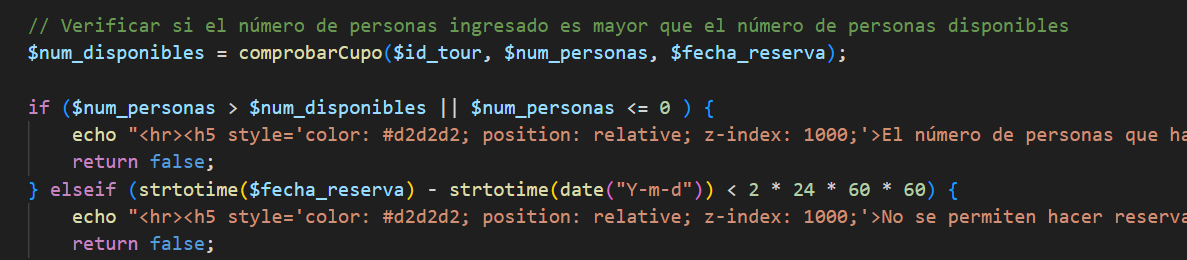 // Verificar si el número de personas ingresado es mayor que el número de personas disponibles
$num_disponibles = comprobarCupo($id_tour, $num_personas, $fecha_reserva);
if ($num_personas > $num_disponibles || $num_personas <= 0 ) {
echo "<hr><h5 style='color: #d2d2d2; position: relative; z-index: 1000;'>El número de personas que ha
return false;
} elseif (strtotime($fecha_reserva) - strtotime(date("Y-m-d")) < 2 * 24 * 60 * 60) {
echo "<hr><h5 style='color: #d2d2d2; position: relative; z-index: 1000;'>No se permiten hacer reserva
return false;